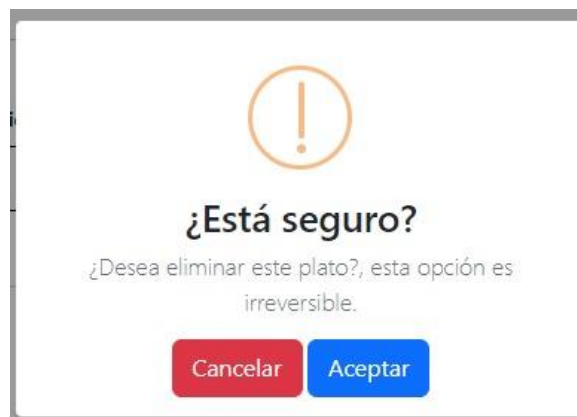 ¿Está seguro?
¿Desea eliminar este plato?, esta opción es
irreversible.
Cancelar Aceptar